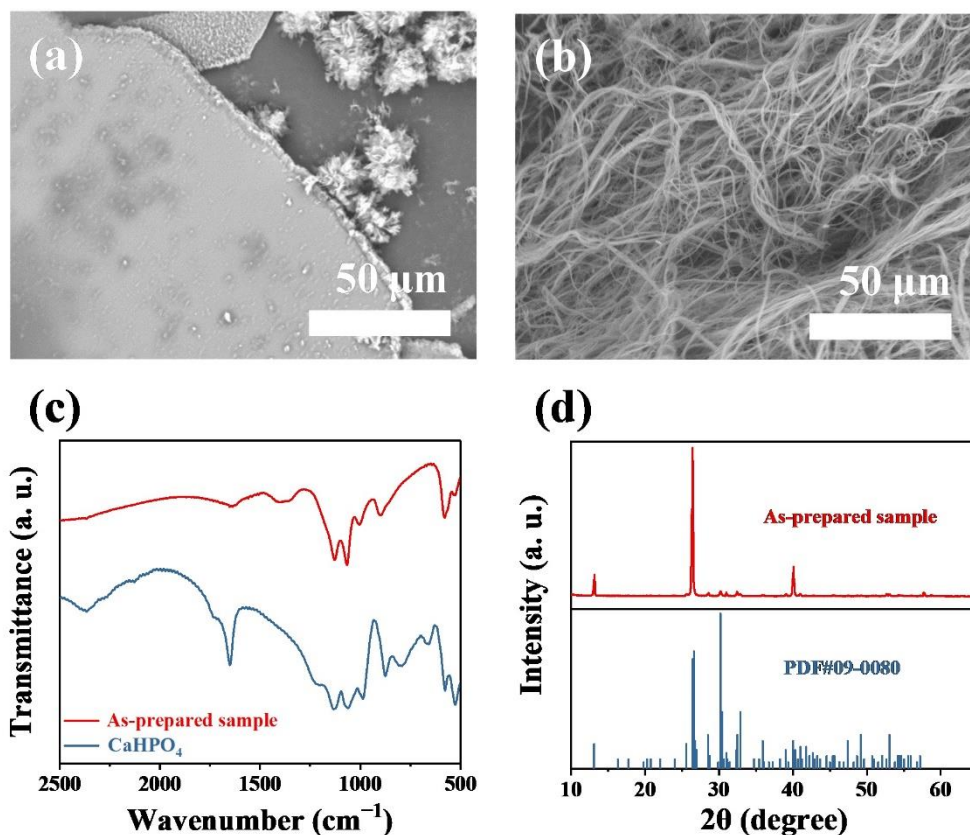 (a)
50 μm
(b)
50 μm
(c)
Transmittance (a. u.)
As-prepared sample
CaHPO₄
2500 2000 1500 1000 500
Wavenumber (cm⁻¹)
(d)
Intensity (a. u.)
As-prepared sample
PDF#09-0080
10 20 30 40 50 60
2θ (degree)